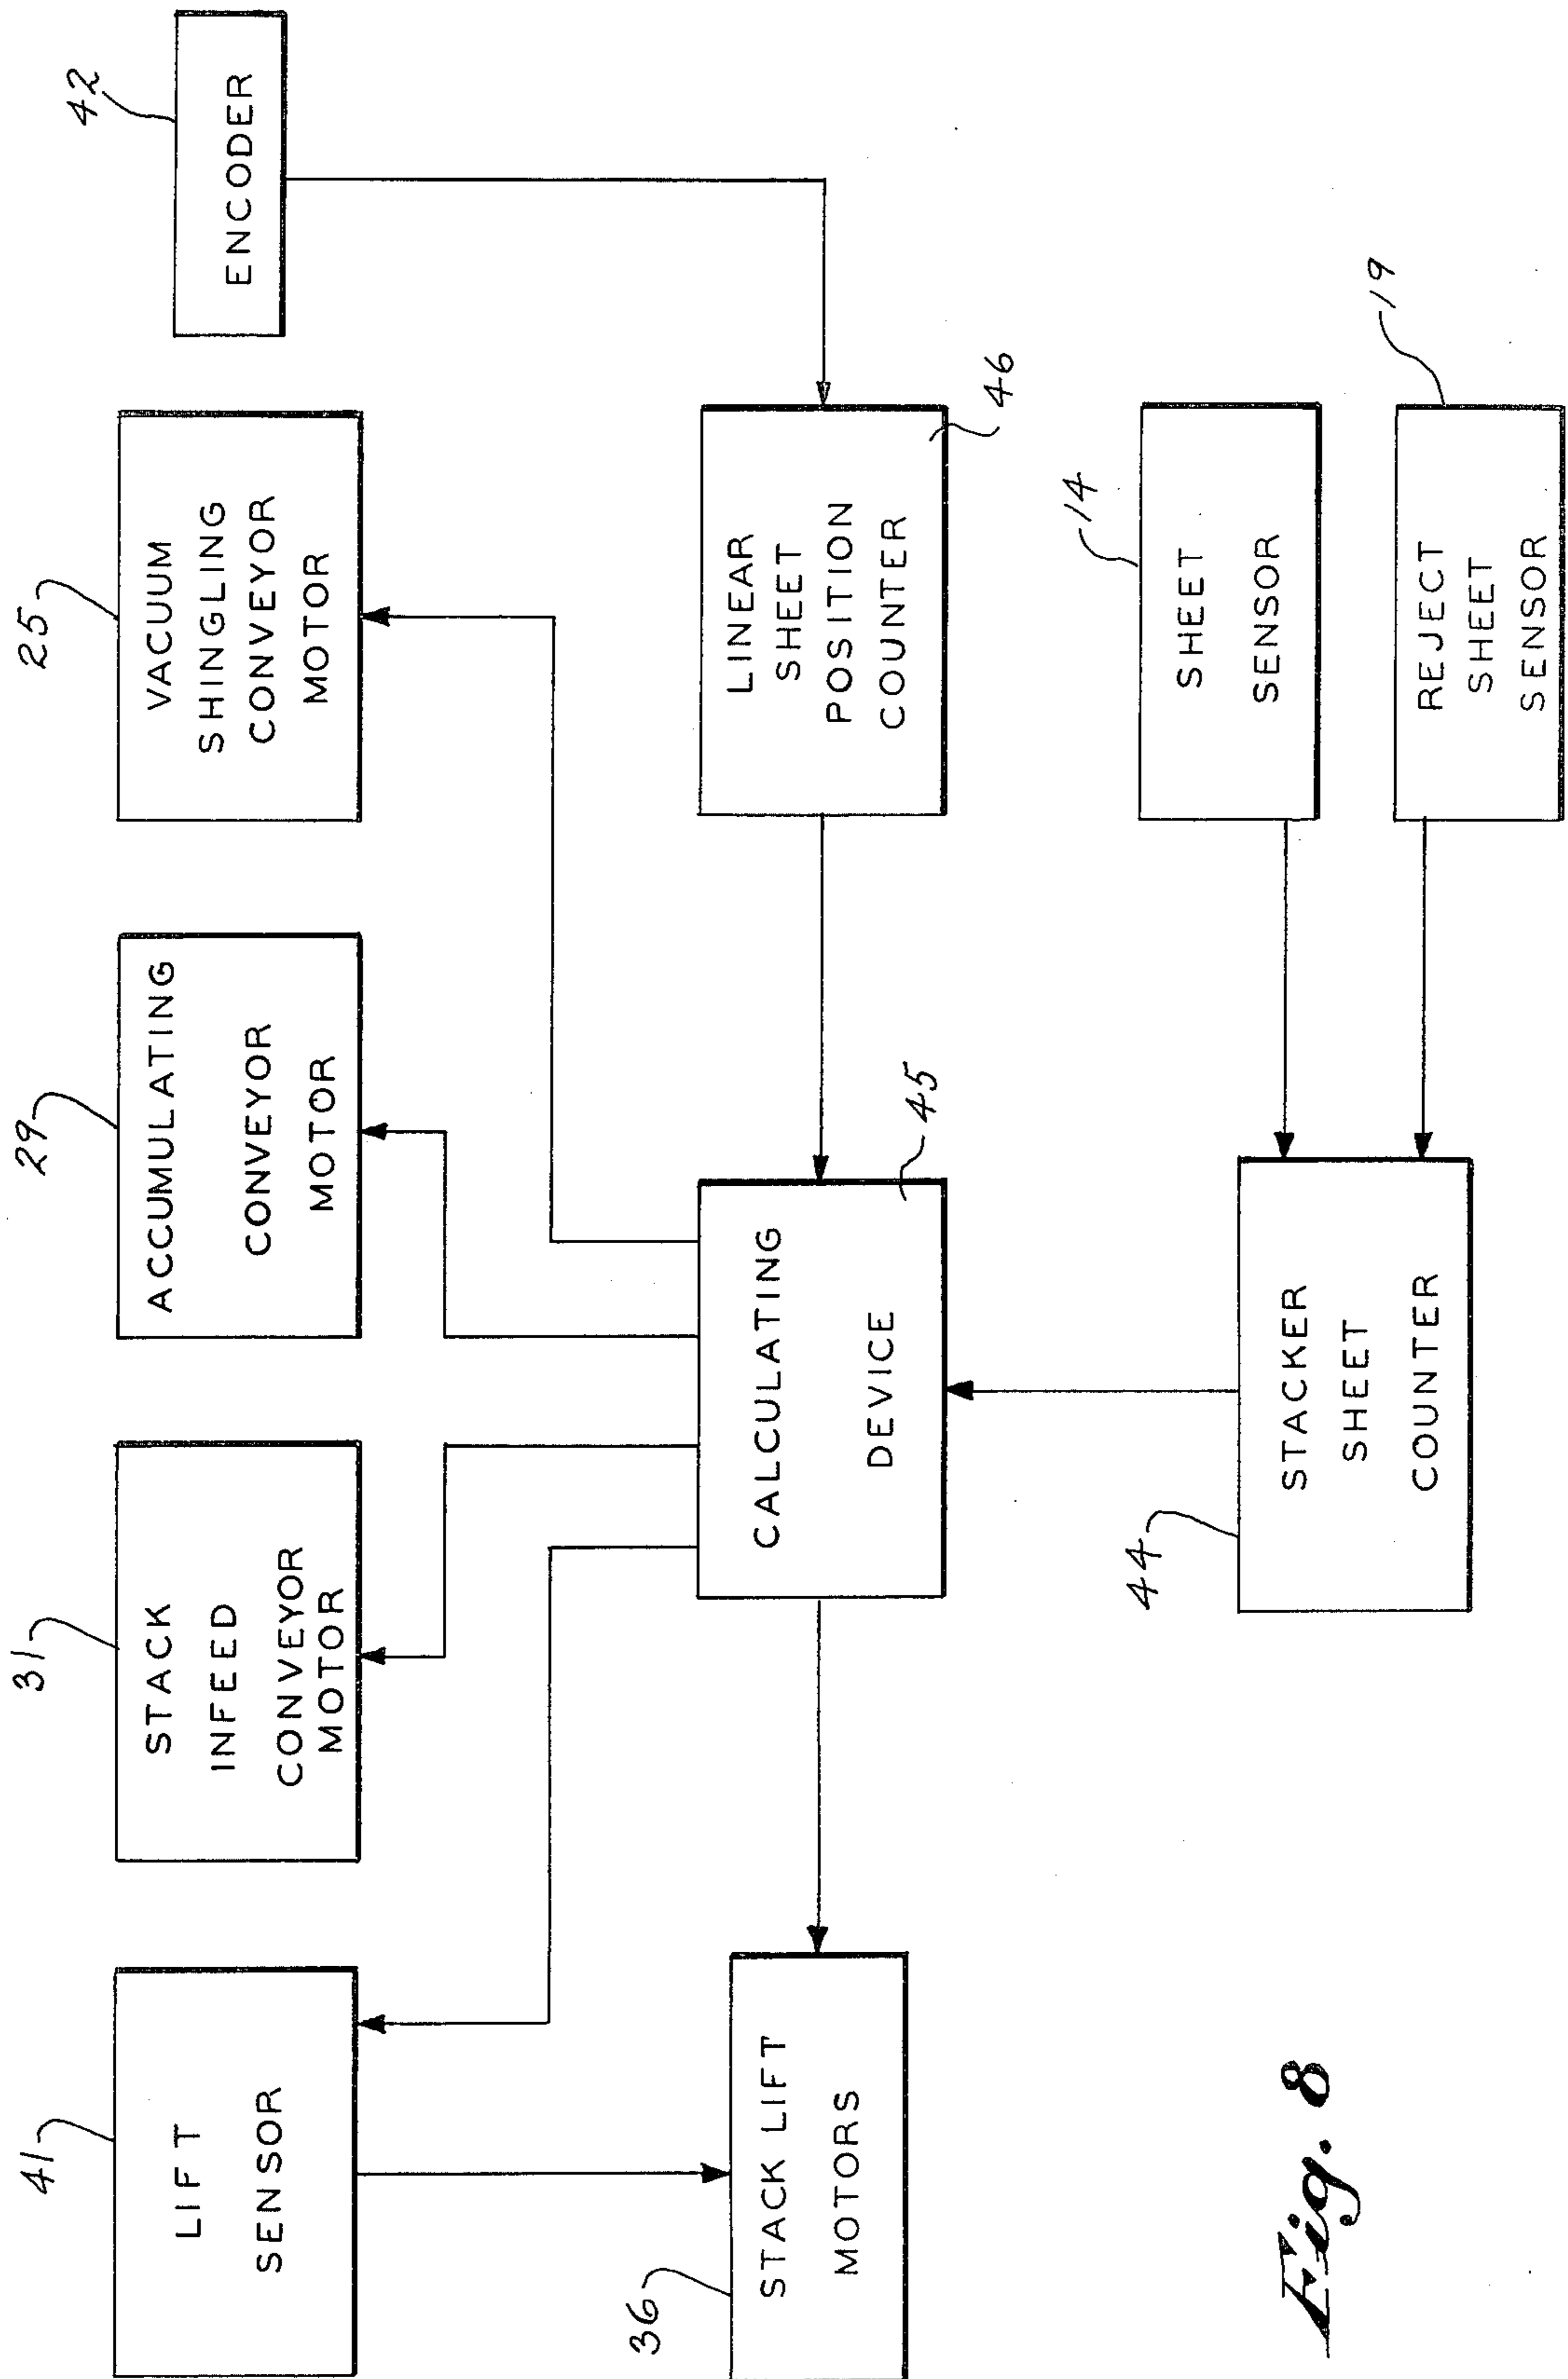 41
LIFT
SENSOR
31
STACK
INFEED
CONVEYOR
MOTOR
29
ACCUMULATING
CONVEYOR
MOTOR
25
VACUUM
SHINGLING
CONVEYOR
MOTOR
42
ENCODER
36
STACK LIFT
MOTORS
CALCULATING
DEVICE
45
LINEAR
SHEET
POSITION
COUNTER
46
44
STACKER
SHEET
COUNTER
14
SHEET
SENSOR
19
REJECT
SHEET
SENSOR
Fig. 8